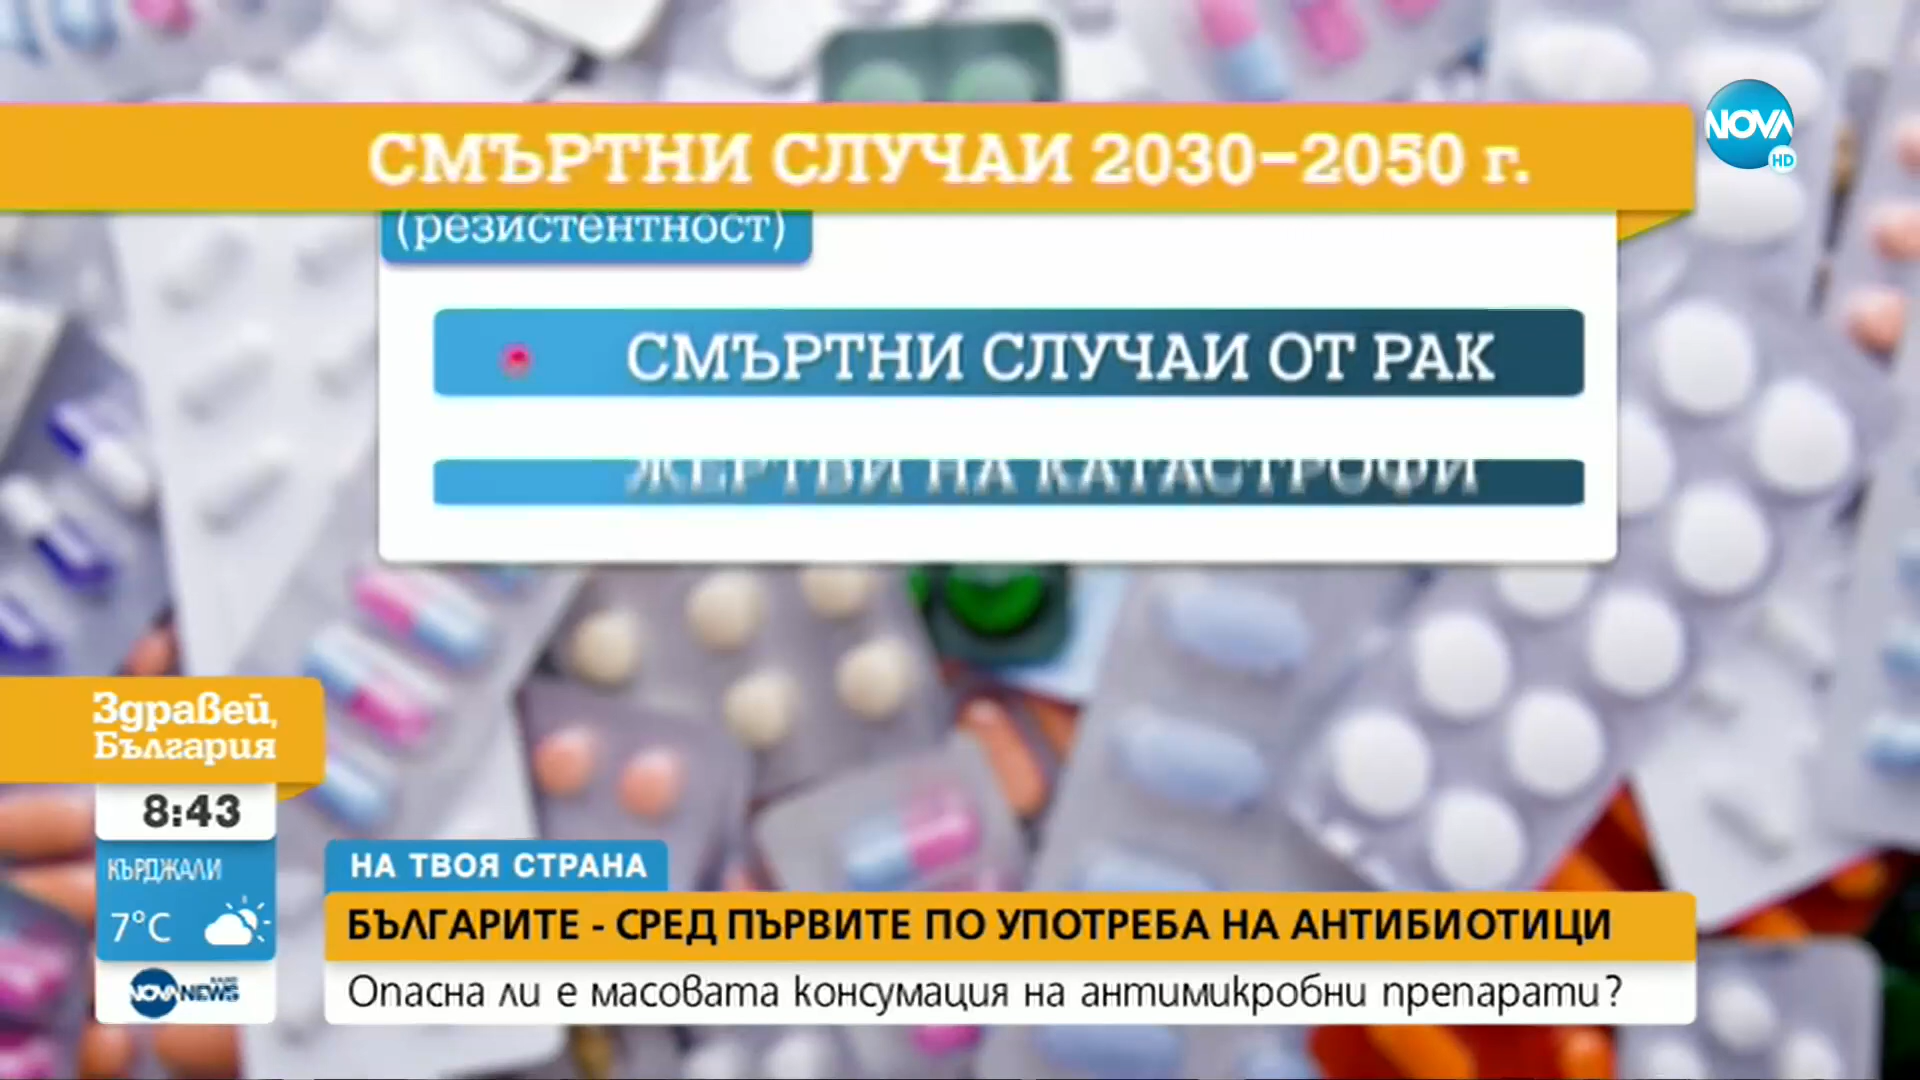 СМЪРТНИ СЛУЧАИ 2030–2050 г.
NOVA
HD
(резистентност)
СМЪРТНИ СЛУЧАИ ОТ РАК
ЖЕРТВИ НА КАТАСТРОФИ
Здравей,
България
8:43
КЪРДЖАЛИ
7°C
NOVA NEWS
НА ТВОЯ СТРАНА
БЪЛГАРИТЕ - СРЕД ПЪРВИТЕ ПО УПОТРЕБА НА АНТИБИОТИЦИ
Опасна ли е масовата консумация на антимикробни препарати?